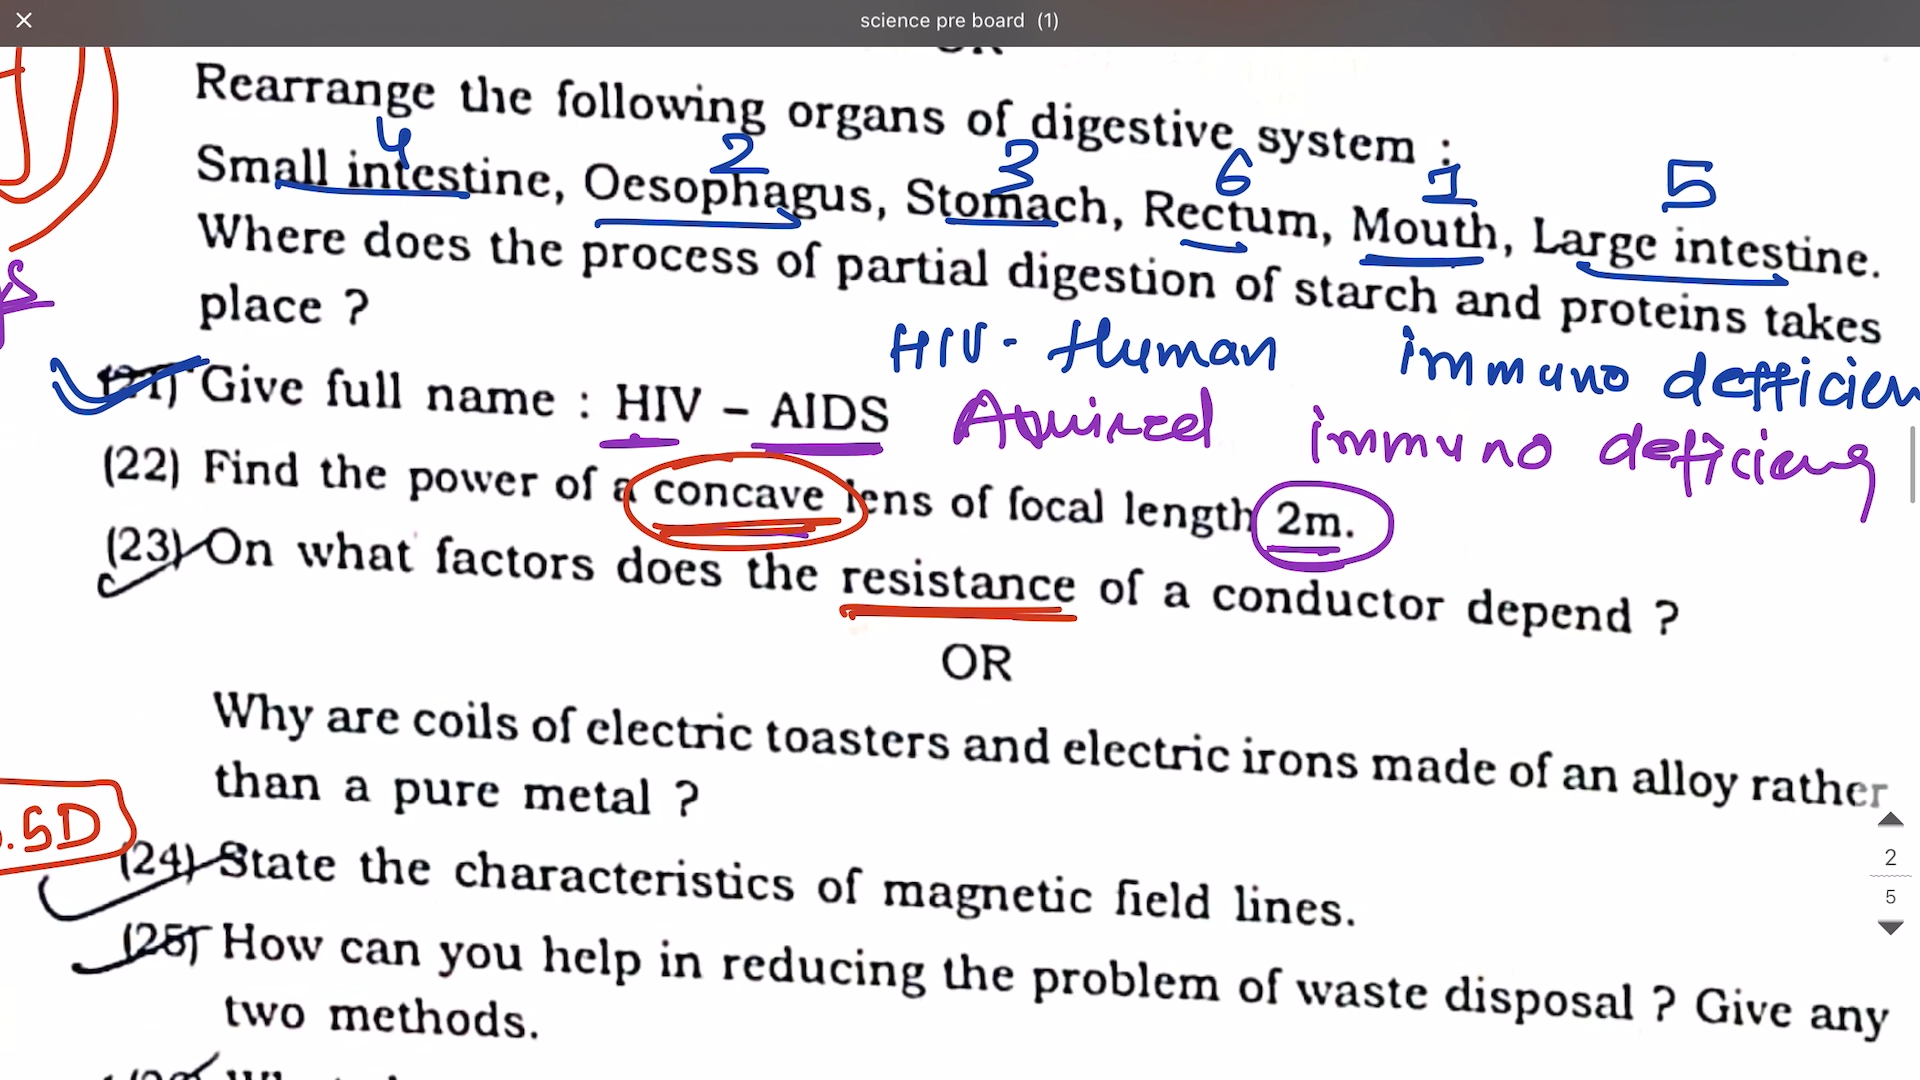 science pre board (1)
Rearrange the following organs of digestive system :
4 2 3 6 1 5
Small intestine, Oesophagus, Stomach, Rectum, Mouth, Large intestine.
Where does the process of partial digestion of starch and proteins takes
place ?
HIV - Human immuno defficien
(21) Give full name : HIV – AIDS
Aquired immuno deficiency
(22) Find the power of a concave lens of focal length 2m.
(23) On what factors does the resistance of a conductor depend ?
OR
Why are coils of electric toasters and electric irons made of an alloy rather
than a pure metal ?
.5D
(24) State the characteristics of magnetic field lines.
2
5
(25) How can you help in reducing the problem of waste disposal ? Give any
two methods.